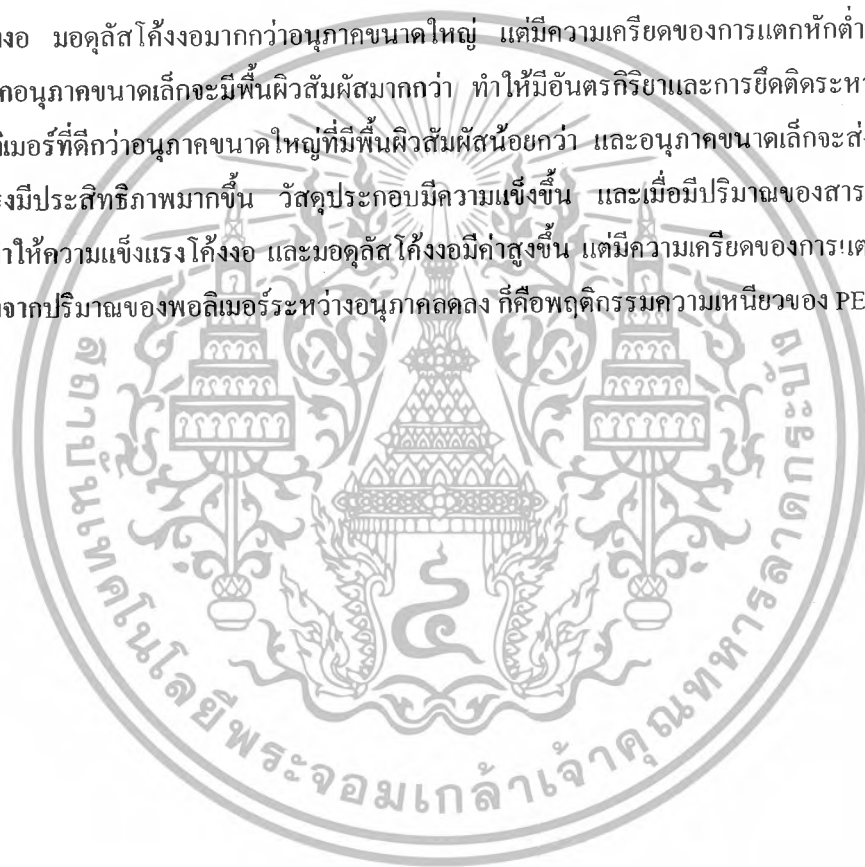 งอ มอดุลัสโค้งงอมากกว่าอนุภาคขนาดใหญ่ แต่มีความเครียดของการแตกหักต่ำ
กอนุภาคขนาดเล็กจะมีพื้นผิวสัมผัสมากกว่า ทำให้มีอันตรกิริยาและการยึดติดระหว
ิเมอร์ที่ดีกว่าอนุภาคขนาดใหญ่ที่มีพื้นผิวสัมผัสน้อยกว่า และอนุภาคขนาดเล็กจะส่
งมีประสิทธิภาพมากขึ้น วัสดุประกอบมีความแข็งขึ้น และเมื่อมีปริมาณของสาร
าให้ความแข็งแรงโค้งงอ และมอดุลัสโค้งงอมีค่าสูงขึ้น แต่มีความเครียดของการแต
จากปริมาณของพอลิเมอร์ระหว่างอนุภาคลดลง ก็คือพฤติกรรมความเหนียวของ PE
สถาบันเทคโนโลยีพระจอมเกล้าเจ้าคุณทหารลาดกระบัง
๔